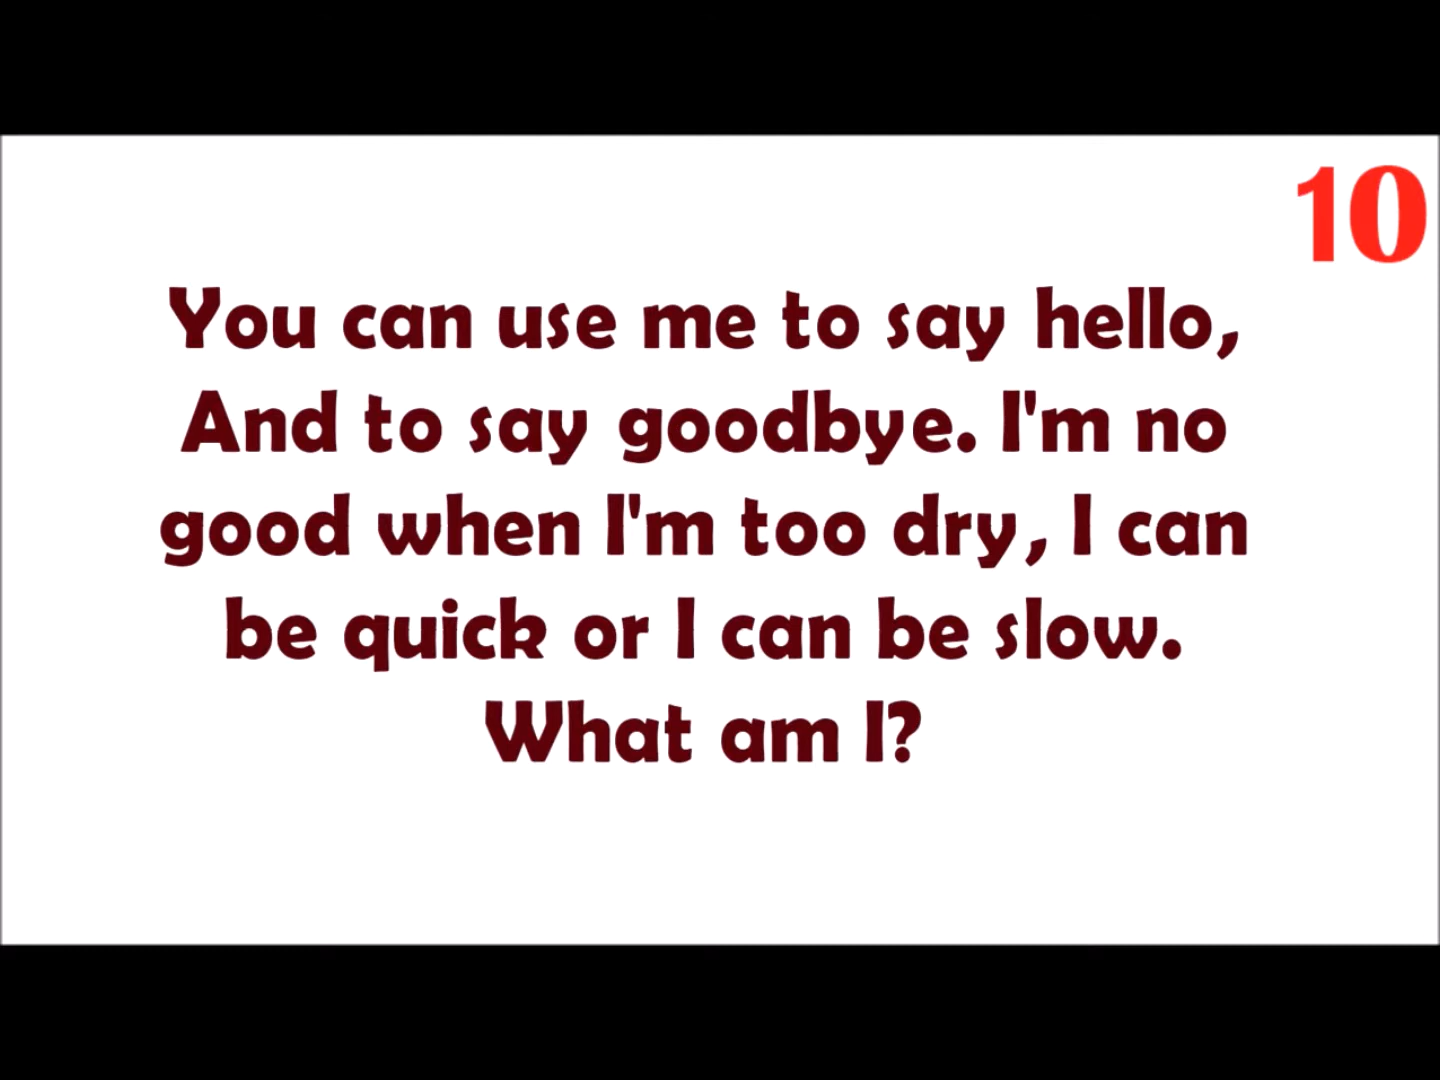 10
You can use me to say hello,
And to say goodbye. I'm no
good when I'm too dry, I can
be quick or I can be slow.
What am I?